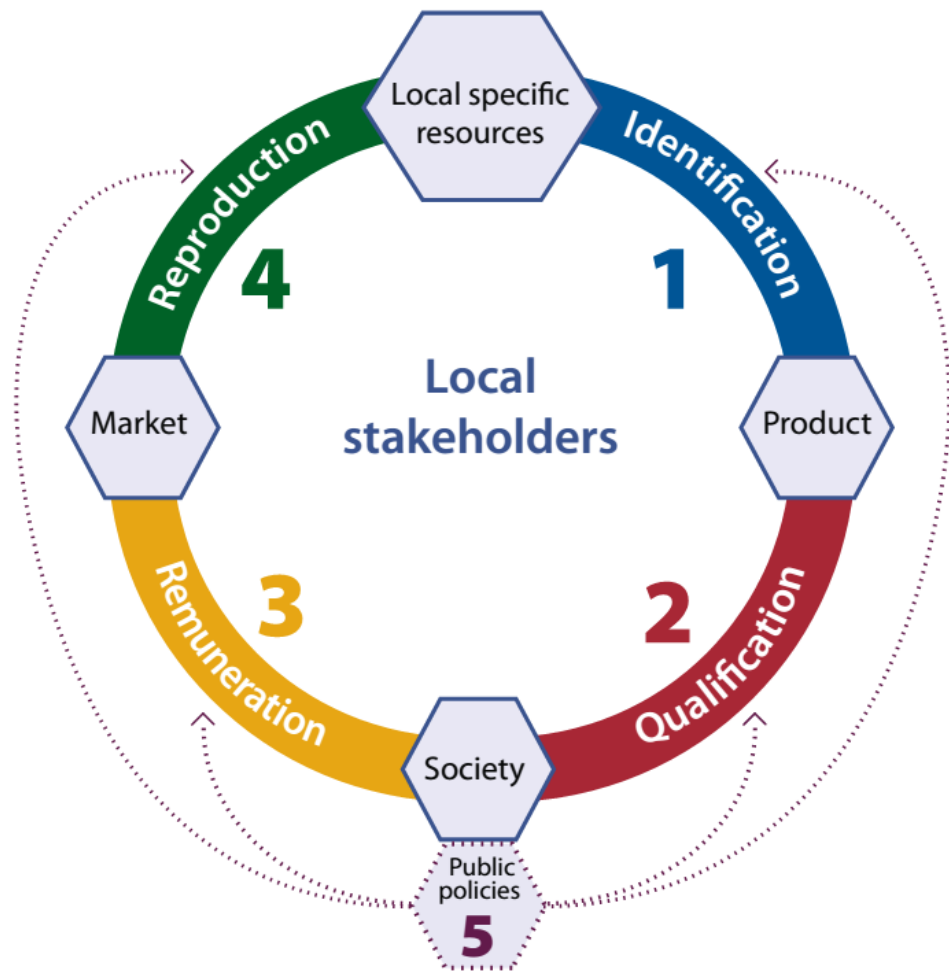 Local specific
resources
Identification
1
Product
Qualification
2
Society
Remuneration
3
Market
Reproduction
4
Local
stakeholders
Public
policies
5